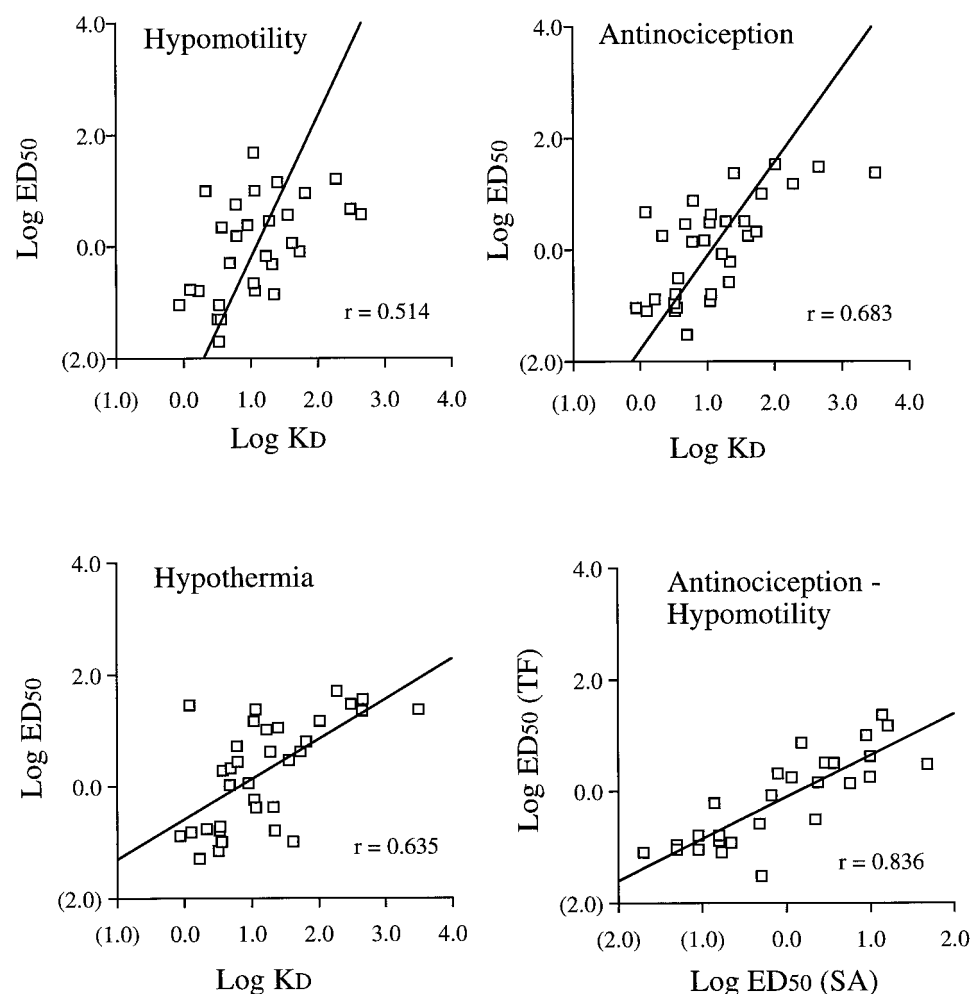 Hypomotility
4.0
2.0
0.0
(2.0)
Log ED50
r = 0.514
(1.0) 0.0 1.0 2.0 3.0 4.0
Log KD
Antinociception
4.0
2.0
0.0
(2.0)
Log ED50
r = 0.683
(1.0) 0.0 1.0 2.0 3.0 4.0
Log KD
Hypothermia
4.0
2.0
0.0
(2.0)
Log ED50
r = 0.635
(1.0) 0.0 1.0 2.0 3.0 4.0
Log KD
Antinociception -
Hypomotility
4.0
2.0
0.0
(2.0)
Log ED50 (TF)
r = 0.836
(2.0) (1.0) 0.0 1.0 2.0
Log ED50 (SA)